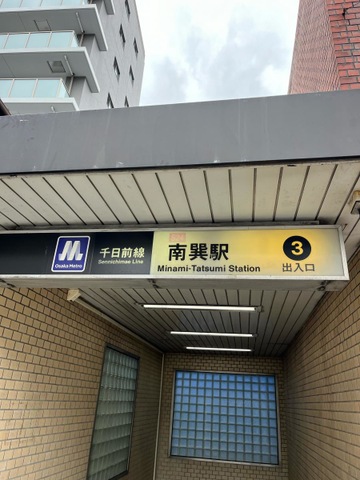 Osaka Metro
千日前線
Sennichimae Line
南巽駅
Minami-Tatsumi Station
3
出入口